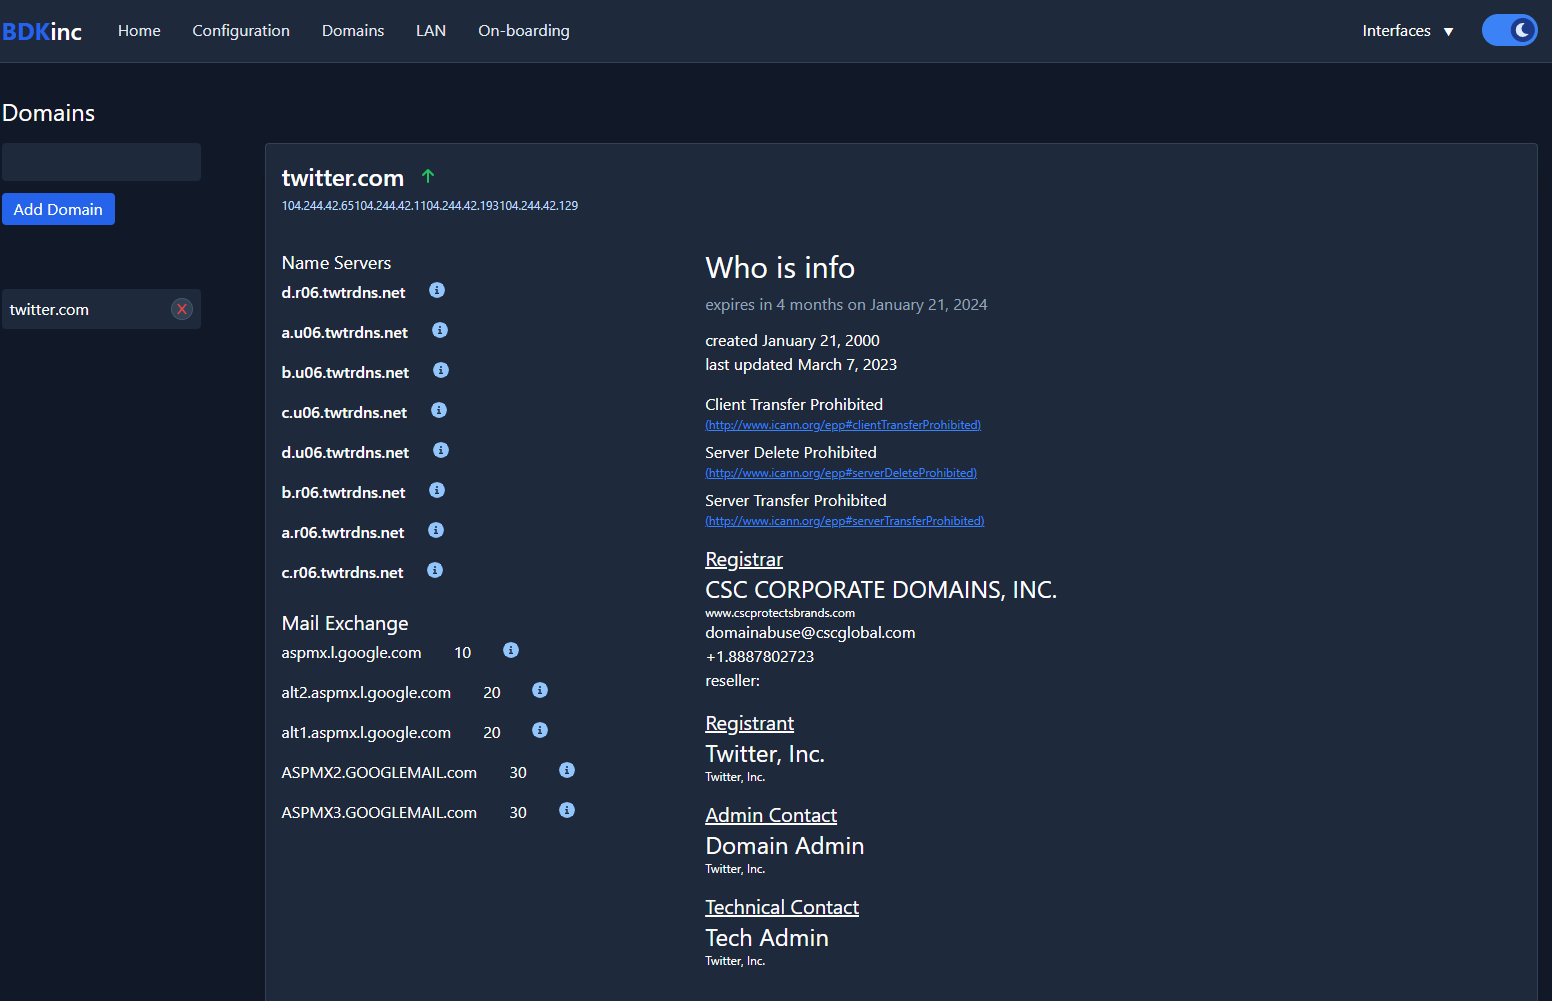 BDKinc Home Configuration Domains LAN On-boarding Interfaces ▼
Domains
Add Domain
twitter.com
twitter.com
104.244.42.65104.244.42.1104.244.42.193104.244.42.129
Name Servers
d.r06.twtrdns.net
a.u06.twtrdns.net
b.u06.twtrdns.net
c.u06.twtrdns.net
d.u06.twtrdns.net
b.r06.twtrdns.net
a.r06.twtrdns.net
c.r06.twtrdns.net
Mail Exchange
aspmx.l.google.com 10
alt2.aspmx.l.google.com 20
alt1.aspmx.l.google.com 20
ASPMX2.GOOGLEMAIL.com 30
ASPMX3.GOOGLEMAIL.com 30
Who is info
expires in 4 months on January 21, 2024
created January 21, 2000
last updated March 7, 2023
Client Transfer Prohibited
(http://www.icann.org/epp#clientTransferProhibited)
Server Delete Prohibited
(http://www.icann.org/epp#serverDeleteProhibited)
Server Transfer Prohibited
(http://www.icann.org/epp#serverTransferProhibited)
Registrar
CSC CORPORATE DOMAINS, INC.
www.cscprotectsbrands.com
domainabuse@cscglobal.com
+1.8887802723
reseller:
Registrant
Twitter, Inc.
Twitter, Inc.
Admin Contact
Domain Admin
Twitter, Inc.
Technical Contact
Tech Admin
Twitter, Inc.